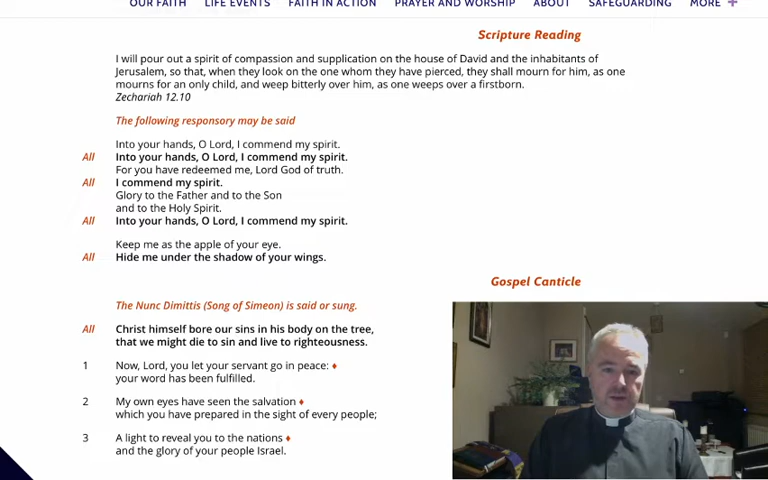 OUR FAITH LIFE EVENTS FAITH IN ACTION PRAYER AND WORSHIP ABOUT SAFEGUARDING MORE +
Scripture Reading
I will pour out a spirit of compassion and supplication on the house of David and the inhabitants of
Jerusalem, so that, when they look on the one whom they have pierced, they shall mourn for him, as one
mourns for an only child, and weep bitterly over him, as one weeps over a firstborn.
Zechariah 12.10
The following responsory may be said
Into your hands, O Lord, I commend my spirit.
All Into your hands, O Lord, I commend my spirit.
For you have redeemed me, Lord God of truth.
All I commend my spirit.
Glory to the Father and to the Son
and to the Holy Spirit.
All Into your hands, O Lord, I commend my spirit.
Keep me as the apple of your eye.
All Hide me under the shadow of your wings.
Gospel Canticle
The Nunc Dimittis (Song of Simeon) is said or sung.
All Christ himself bore our sins in his body on the tree,
that we might die to sin and live to righteousness.
1 Now, Lord, you let your servant go in peace: ♦
your word has been fulfilled.
2 My own eyes have seen the salvation ♦
which you have prepared in the sight of every people;
3 A light to reveal you to the nations ♦
and the glory of your people Israel.